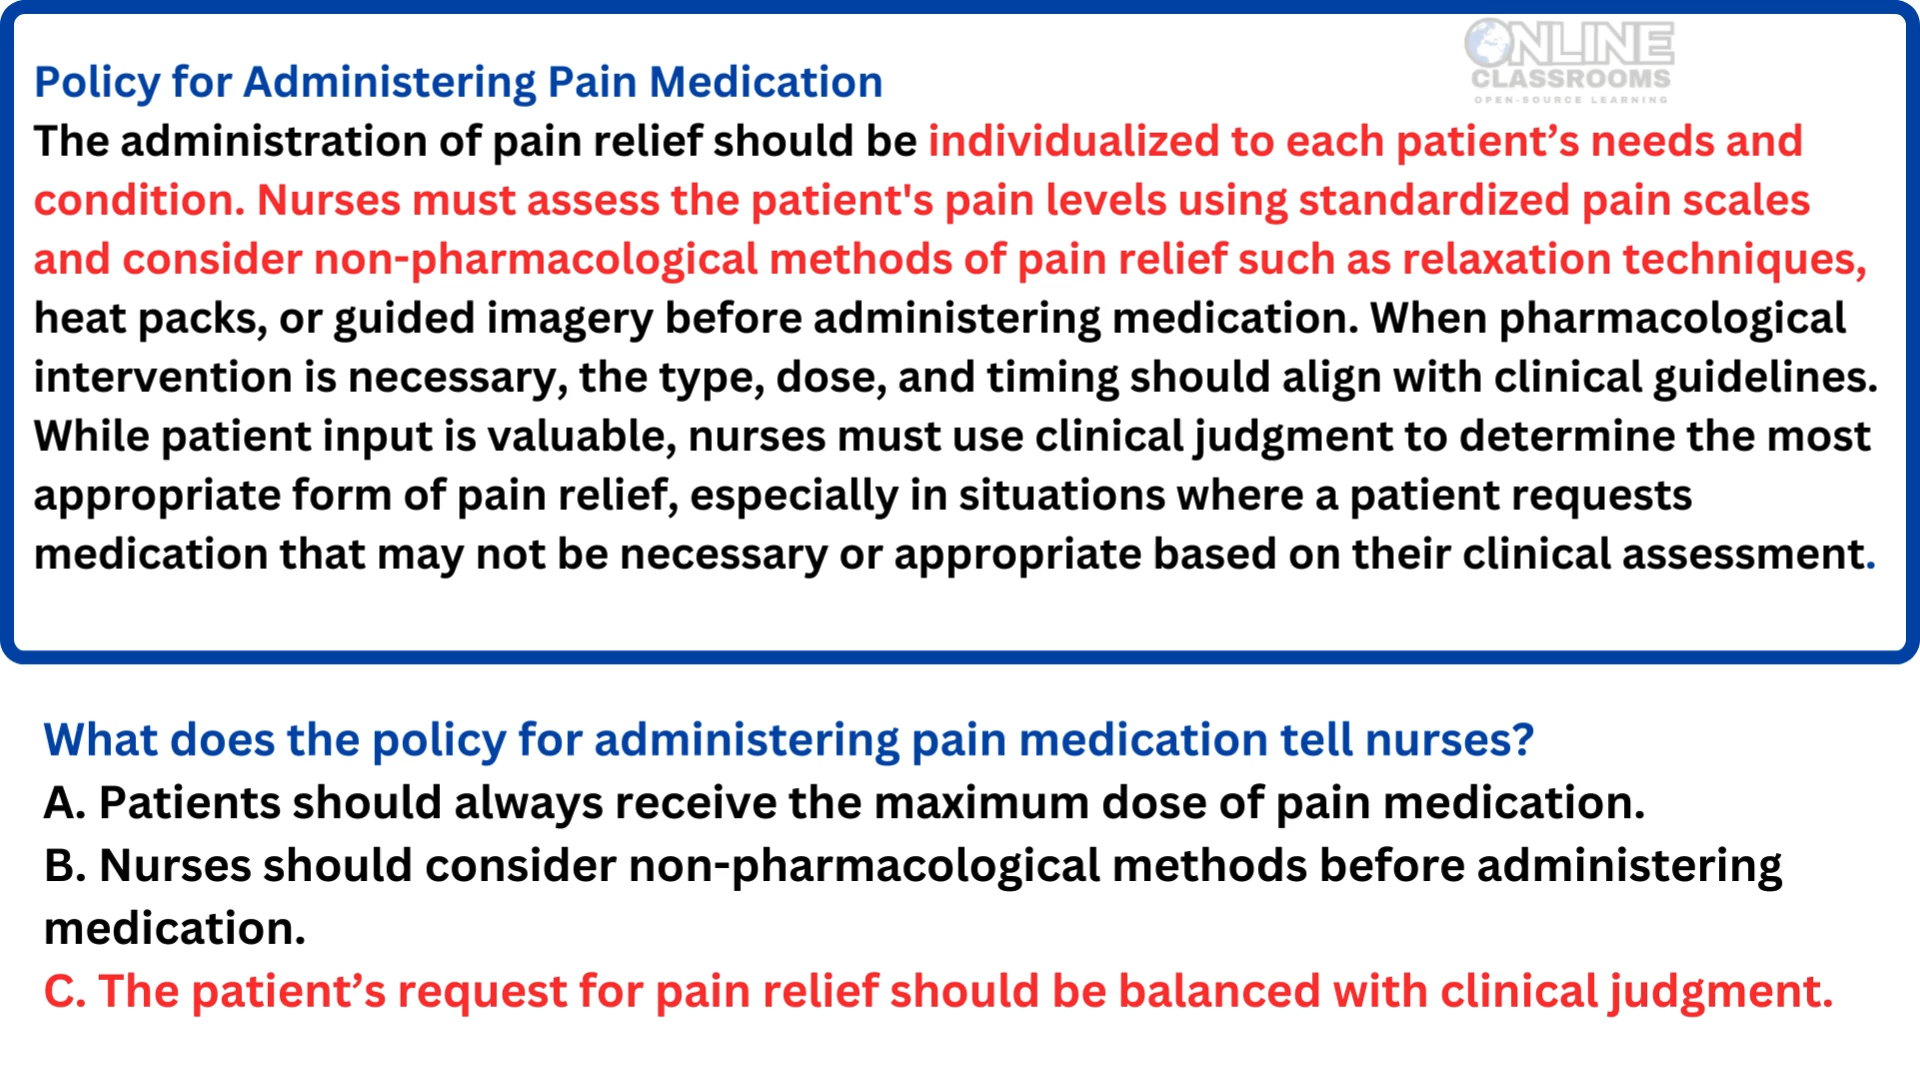 ONLINE
CLASSROOMS
OPEN-SOURCE LEARNING
Policy for Administering Pain Medication
The administration of pain relief should be individualized to each patient’s needs and
condition. Nurses must assess the patient's pain levels using standardized pain scales
and consider non-pharmacological methods of pain relief such as relaxation techniques,
heat packs, or guided imagery before administering medication. When pharmacological
intervention is necessary, the type, dose, and timing should align with clinical guidelines.
While patient input is valuable, nurses must use clinical judgment to determine the most
appropriate form of pain relief, especially in situations where a patient requests
medication that may not be necessary or appropriate based on their clinical assessment.
What does the policy for administering pain medication tell nurses?
A. Patients should always receive the maximum dose of pain medication.
B. Nurses should consider non-pharmacological methods before administering
medication.
C. The patient’s request for pain relief should be balanced with clinical judgment.